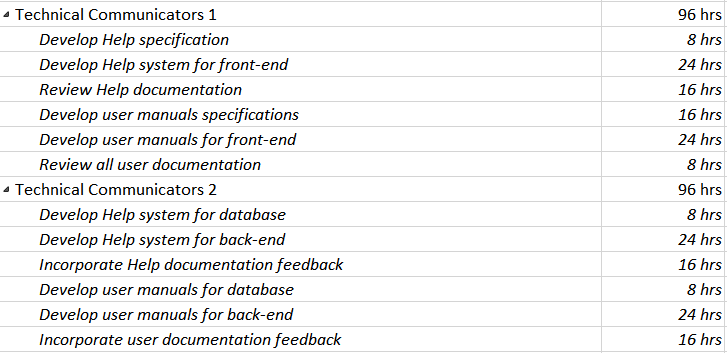 Technical Communicators 1 96 hrs
Develop Help specification 8 hrs
Develop Help system for front-end 24 hrs
Review Help documentation 16 hrs
Develop user manuals specifications 16 hrs
Develop user manuals for front-end 24 hrs
Review all user documentation 8 hrs
Technical Communicators 2 96 hrs
Develop Help system for database 8 hrs
Develop Help system for back-end 24 hrs
Incorporate Help documentation feedback 16 hrs
Develop user manuals for database 8 hrs
Develop user manuals for back-end 24 hrs
Incorporate user documentation feedback 16 hrs